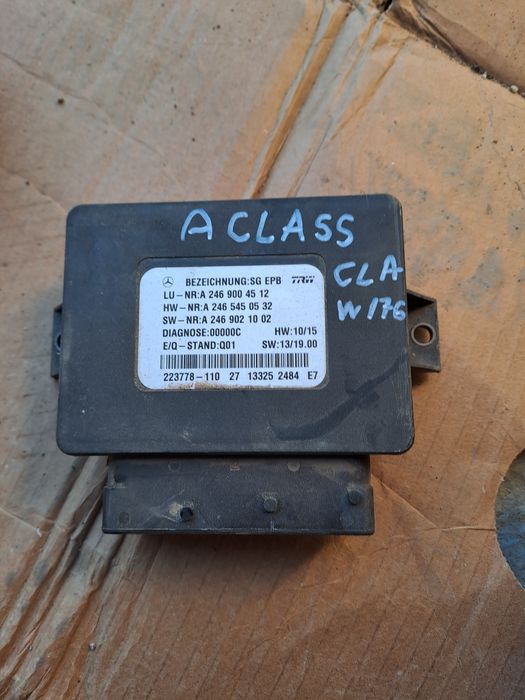 A CLASS
CLA
W176
BEZEICHNUNG:SG EPB TRW
LU-NR:A 246 900 45 12
HW-NR:A 246 545 05 32
SW-NR:A 246 902 10 02
DIAGNOSE:00000C HW:10/15
E/Q-STAND:Q01 SW:13/19.00
223778-110 27 13325 2484 E7